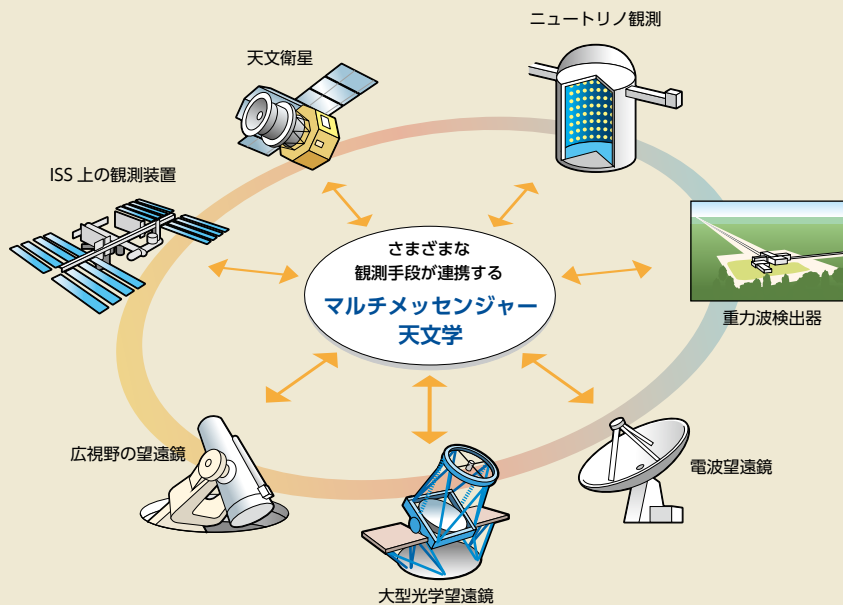 ニュートリノ観測
天文衛星
ISS 上の観測装置
さまざまな
観測手段が連携する
マルチメッセンジャー
天文学
重力波検出器
広視野の望遠鏡
電波望遠鏡
大型光学望遠鏡